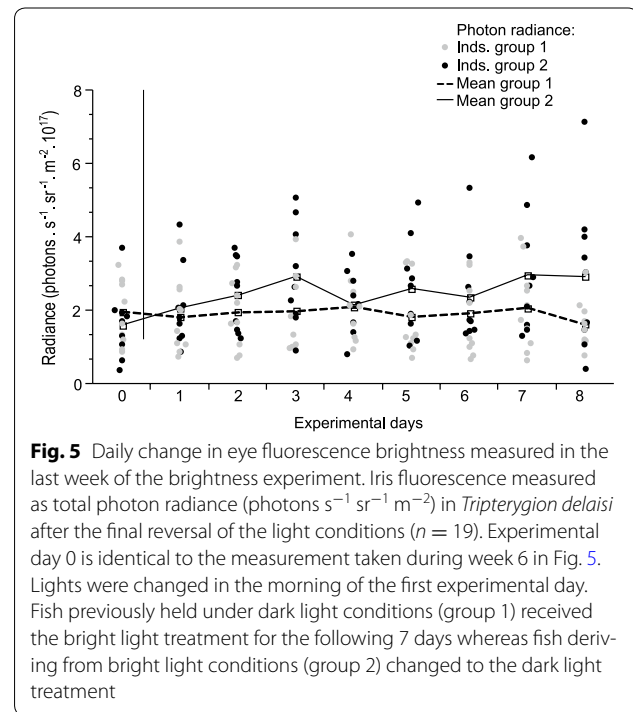 Photon radiance:
Inds. group 1
Inds. group 2
Mean group 1
Mean group 2
Radiance (photons . s⁻¹. sr⁻¹. m⁻². 10¹⁷)
8
6
4
2
0
0 1 2 3 4 5 6 7 8
Experimental days
Fig. 5 Daily change in eye fluorescence brightness measured in the
last week of the brightness experiment. Iris fluorescence measured
as total photon radiance (photons s⁻¹ sr⁻¹ m⁻²) in Tripterygion delaisi
after the final reversal of the light conditions (n = 19). Experimental
day 0 is identical to the measurement taken during week 6 in Fig. 5.
Lights were changed in the morning of the first experimental day.
Fish previously held under dark light conditions (group 1) received
the bright light treatment for the following 7 days whereas fish deriv-
ing from bright light conditions (group 2) changed to the dark light
treatment